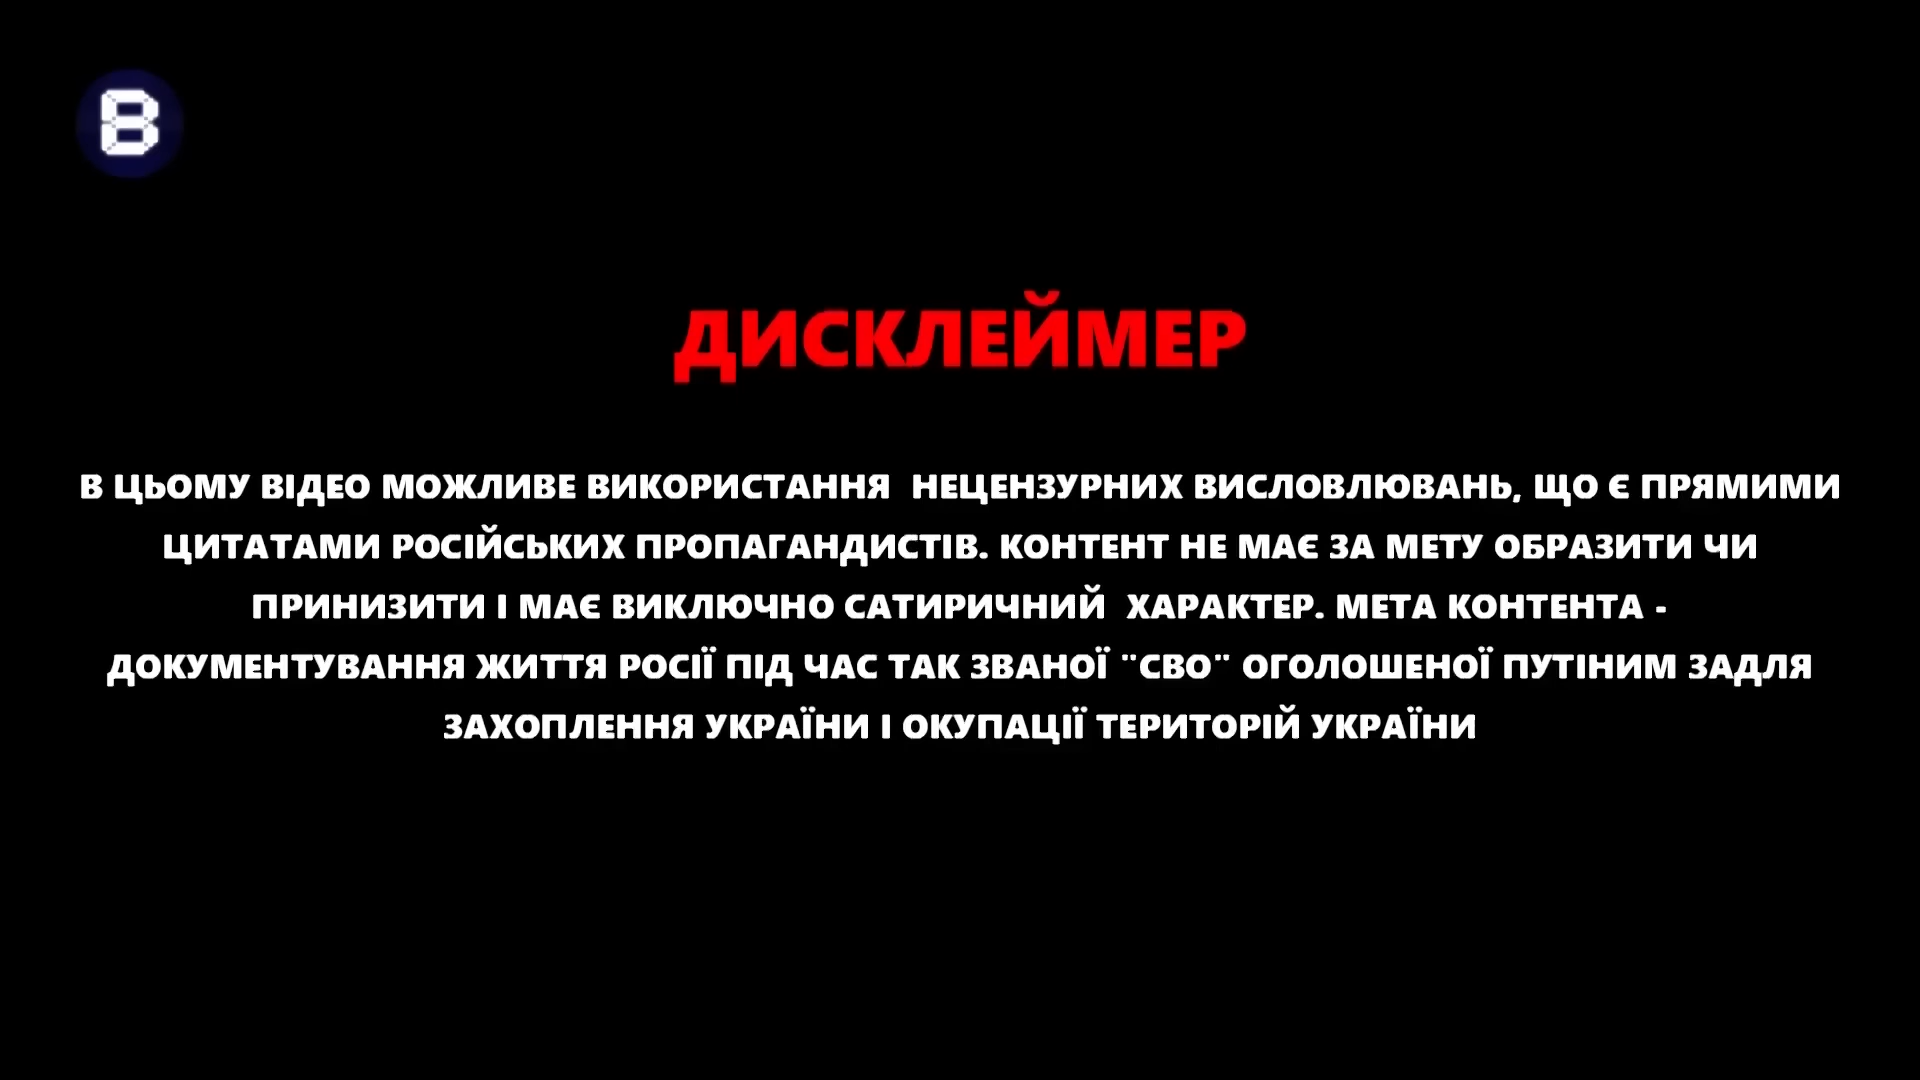 B
ДИСКЛЕЙМЕР
В ЦЬОМУ ВІДЕО МОЖЛИВЕ ВИКОРИСТАННЯ НЕЦЕНЗУРНИХ ВИСЛОВЛЮВАНЬ, ЩО Є ПРЯМИМИ
ЦИТАТАМИ РОСІЙСЬКИХ ПРОПАГАНДИСТІВ. КОНТЕНТ НЕ МАЄ ЗА МЕТУ ОБРАЗИТИ ЧИ
ПРИНИЗИТИ І МАЄ ВИКЛЮЧНО САТИРИЧНИЙ ХАРАКТЕР. МЕТА КОНТЕНТА -
ДОКУМЕНТУВАННЯ ЖИТТЯ РОСІЇ ПІД ЧАС ТАК ЗВАНОЇ "СВО" ОГОЛОШЕНОЇ ПУТІНИМ ЗАДЛЯ
ЗАХОПЛЕННЯ УКРАЇНИ І ОКУПАЦІЇ ТЕРИТОРІЙ УКРАЇНИ